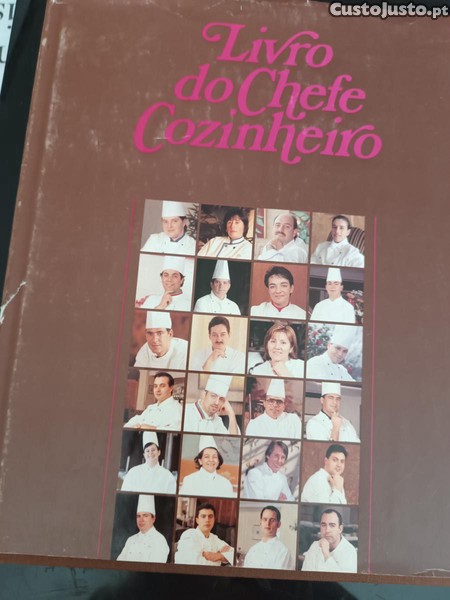 CustoJusto.pt
Livro
do Chefe
Cozinheiro